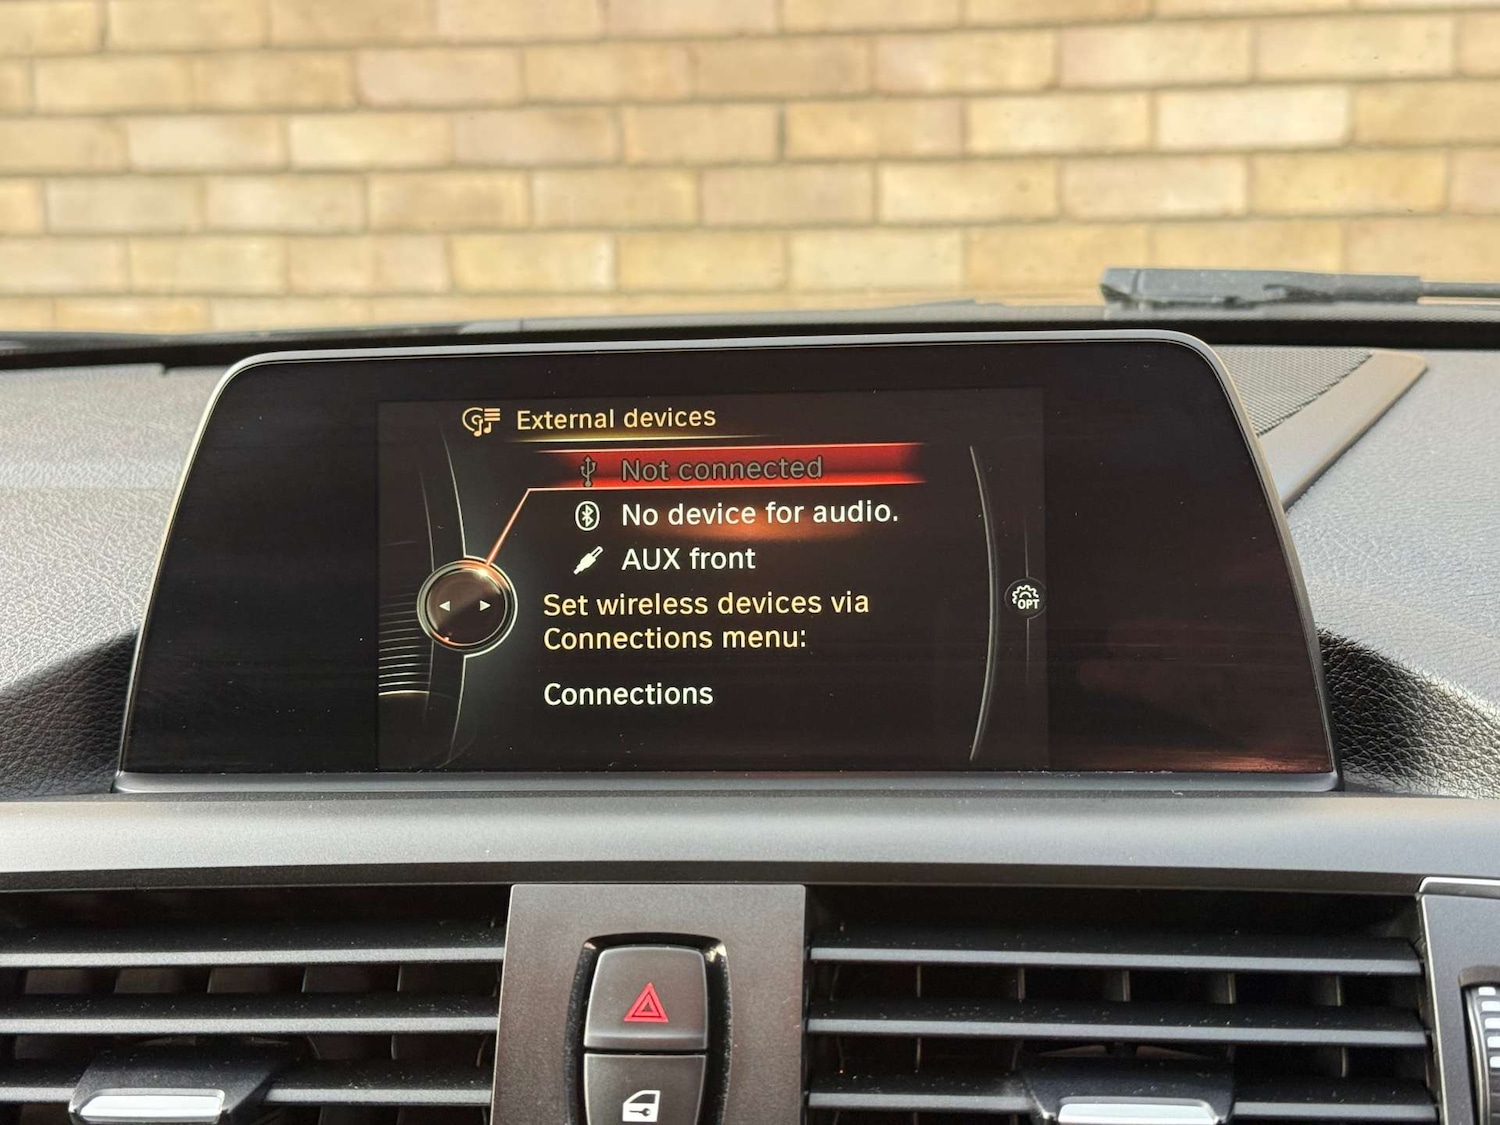 External devices
Not connected
No device for audio.
AUX front
Set wireless devices via
Connections menu:
OPT
Connections